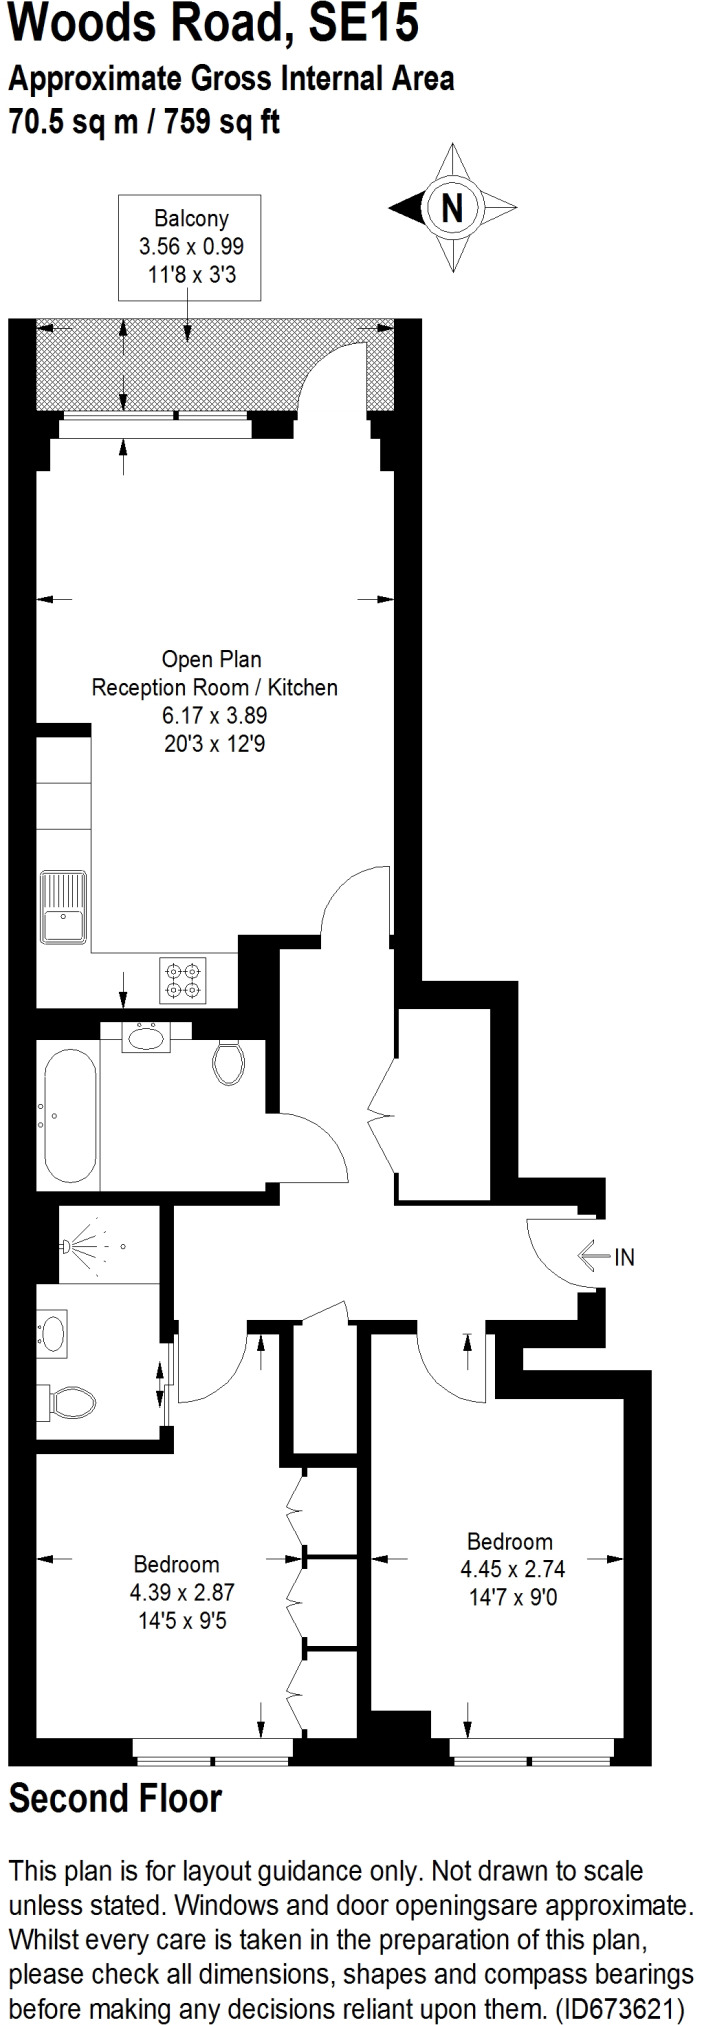 Woods Road, SE15
Approximate Gross Internal Area
70.5 sq m / 759 sq ft
N
Balcony
3.56 x 0.99
11'8 x 3'3
Open Plan
Reception Room / Kitchen
6.17 x 3.89
20'3 x 12'9
IN
Bedroom
4.39 x 2.87
14'5 x 9'5
Bedroom
4.45 x 2.74
14'7 x 9'0
Second Floor
This plan is for layout guidance only. Not drawn to scale
unless stated. Windows and door openingsare approximate.
Whilst every care is taken in the preparation of this plan,
please check all dimensions, shapes and compass bearings
before making any decisions reliant upon them. (ID673621)